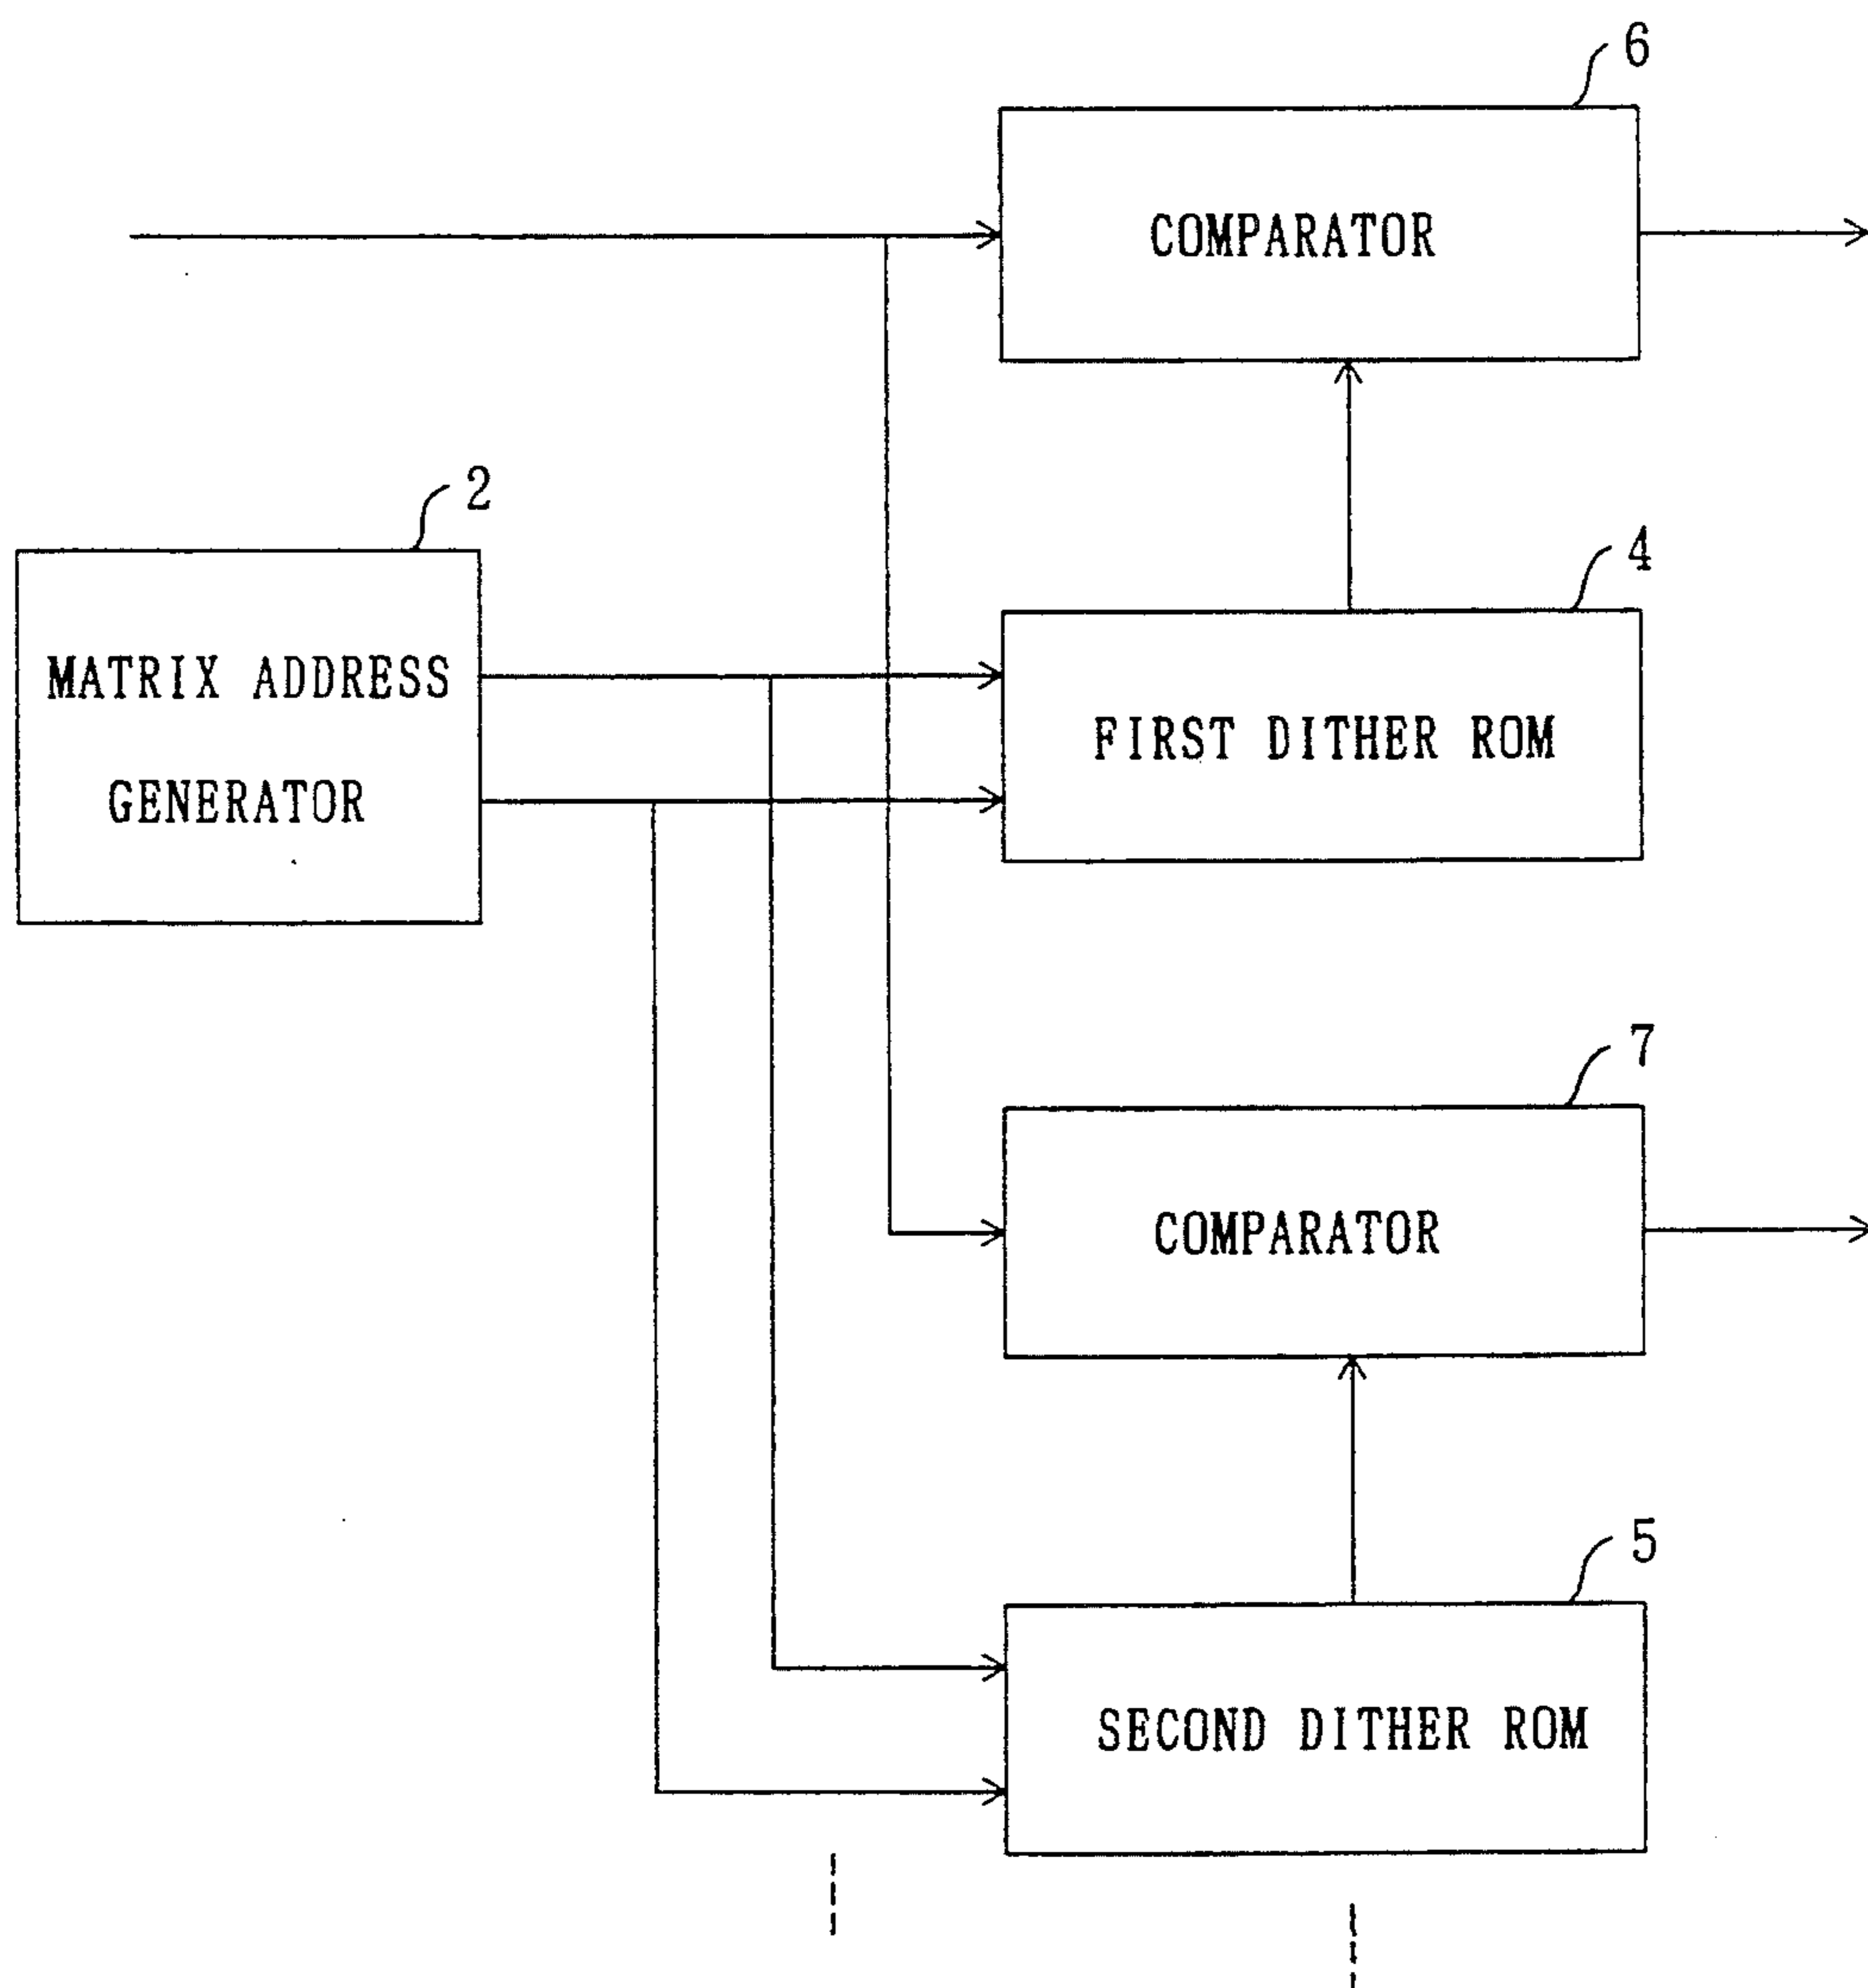 6
COMPARATOR
2
MATRIX ADDRESS
GENERATOR
4
FIRST DITHER ROM
7
COMPARATOR
5
SECOND DITHER ROM